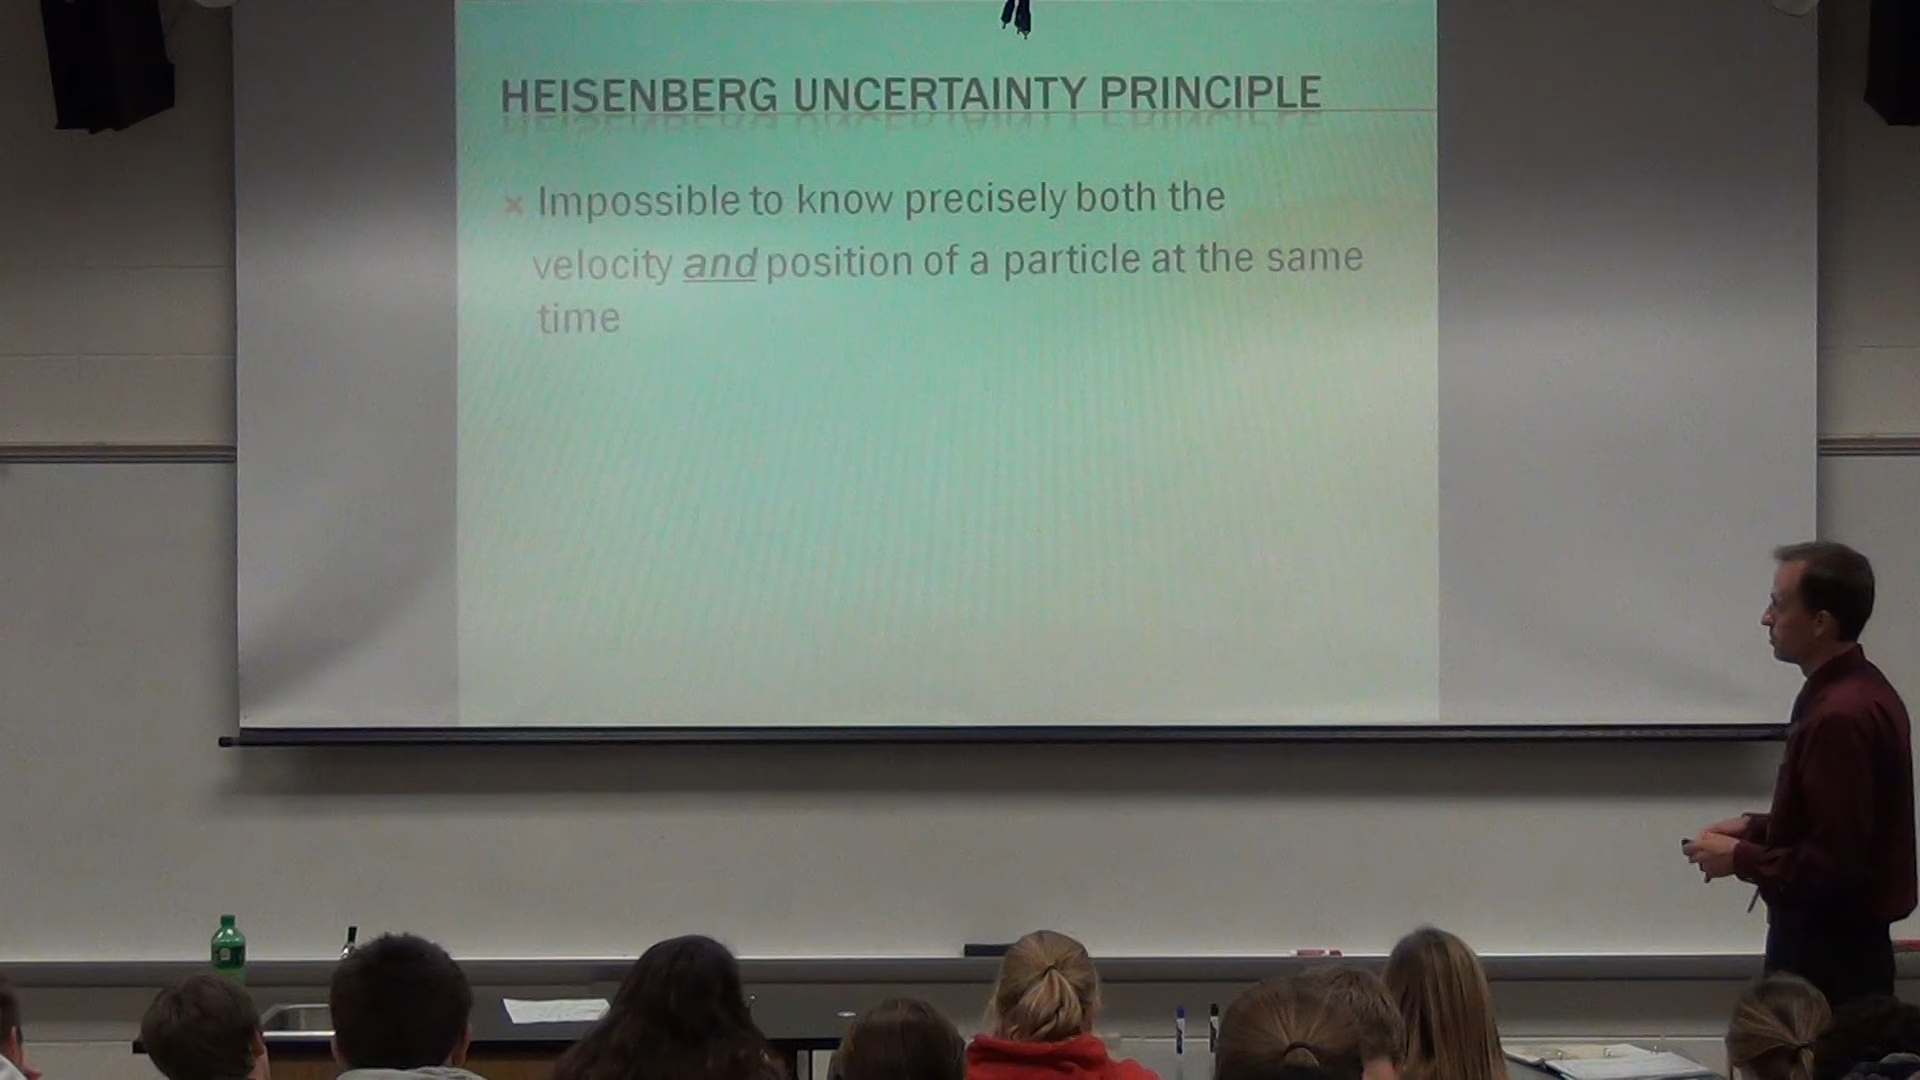 HEISENBERG UNCERTAINTY PRINCIPLE
Impossible to know precisely both the
velocity and position of a particle at the same
time